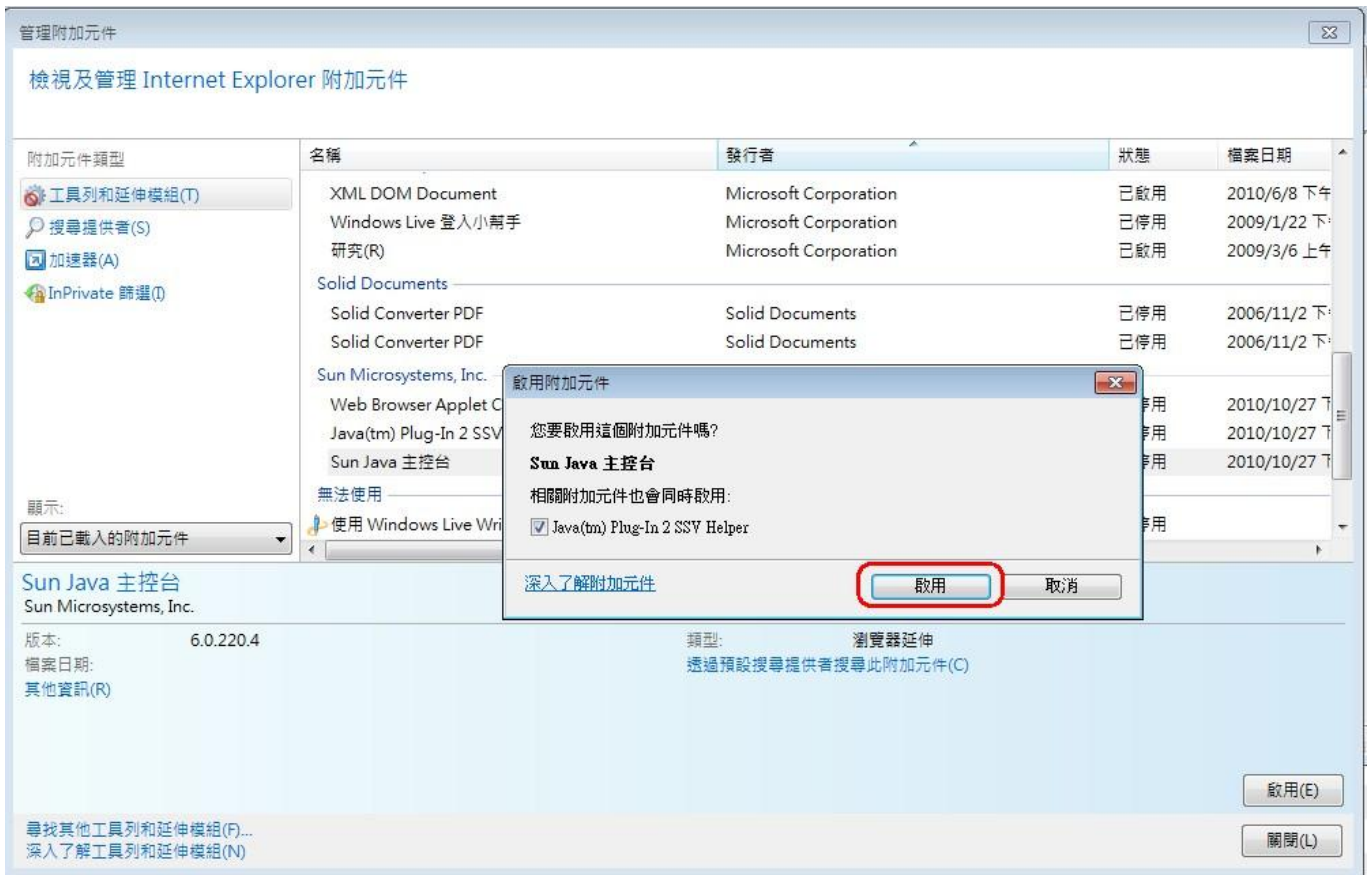 管理附加元件
檢視及管理 Internet Explorer 附加元件
附加元件類型
工具列和延伸模組(T)
搜尋提供者(S)
加速器(A)
InPrivate 篩選(I)
顯示:
目前已載入的附加元件
名稱 發行者 狀態 檔案日期
XML DOM Document Microsoft Corporation 已啟用 2010/6/8 下午
Windows Live 登入小幫手 Microsoft Corporation 已停用 2009/1/22 下
研究(R) Microsoft Corporation 已啟用 2009/3/6 上午
Solid Documents
Solid Converter PDF Solid Documents 已停用 2006/11/2 下
Solid Converter PDF Solid Documents 已停用 2006/11/2 下
Sun Microsystems, Inc.
Web Browser Applet C 停用 2010/10/27 下
Java(tm) Plug-In 2 SSV 停用 2010/10/27 下
Sun Java 主控台 停用 2010/10/27 下
無法使用
使用 Windows Live Wri 停用
啟用附加元件
您要啟用這個附加元件嗎?
Sun Java 主控台
相關附加元件也會同時啟用:
Java(tm) Plug-In 2 SSV Helper
深入了解附加元件
啟用 取消
Sun Java 主控台
Sun Microsystems, Inc.
版本: 6.0.220.4 類型: 瀏覽器延伸
檔案日期: 透過預設搜尋提供者搜尋此附加元件(C)
其他資訊(R)
啟用(E)
尋找其他工具列和延伸模組(F)...
深入了解工具列和延伸模組(N)
關閉(L)